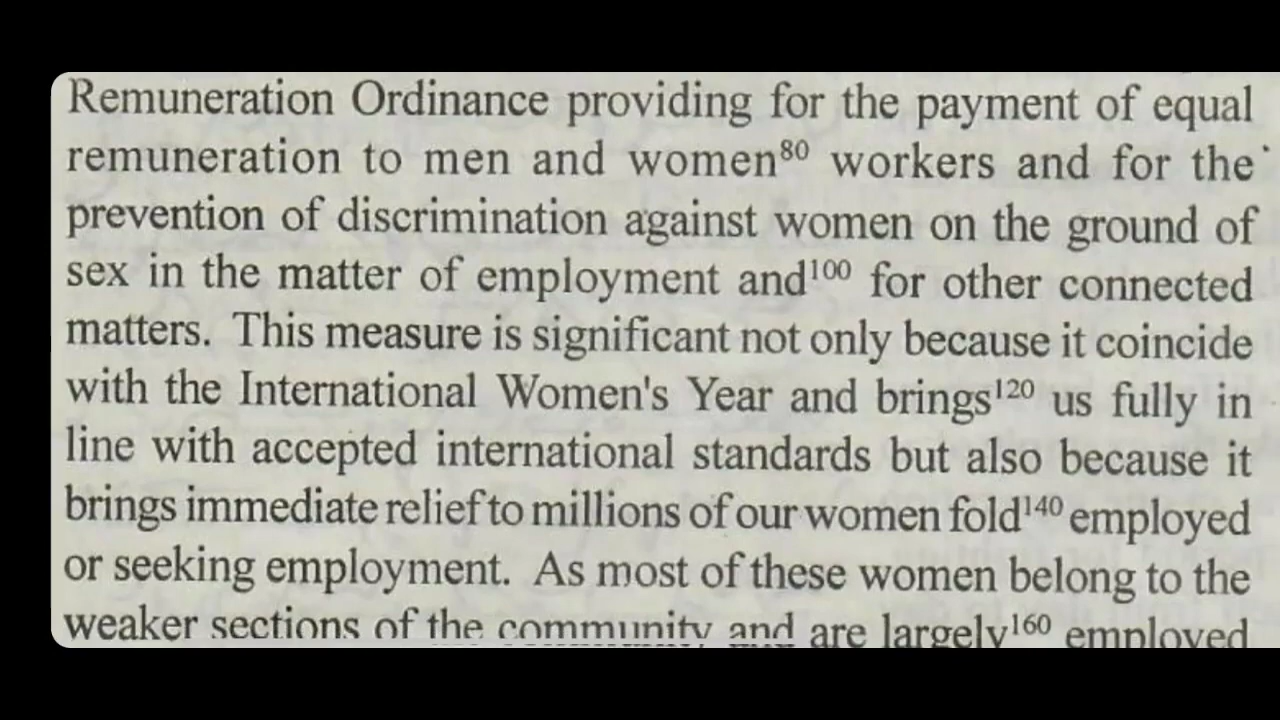 Remuneration Ordinance providing for the payment of equal
remuneration to men and women80 workers and for the
prevention of discrimination against women on the ground of
sex in the matter of employment and100 for other connected
matters. This measure is significant not only because it coincide
with the International Women's Year and brings120 us fully in
line with accepted international standards but also because it
brings immediate relief to millions of our women fold140 employed
or seeking employment. As most of these women belong to the
weaker sections of the community and are largely160 employed